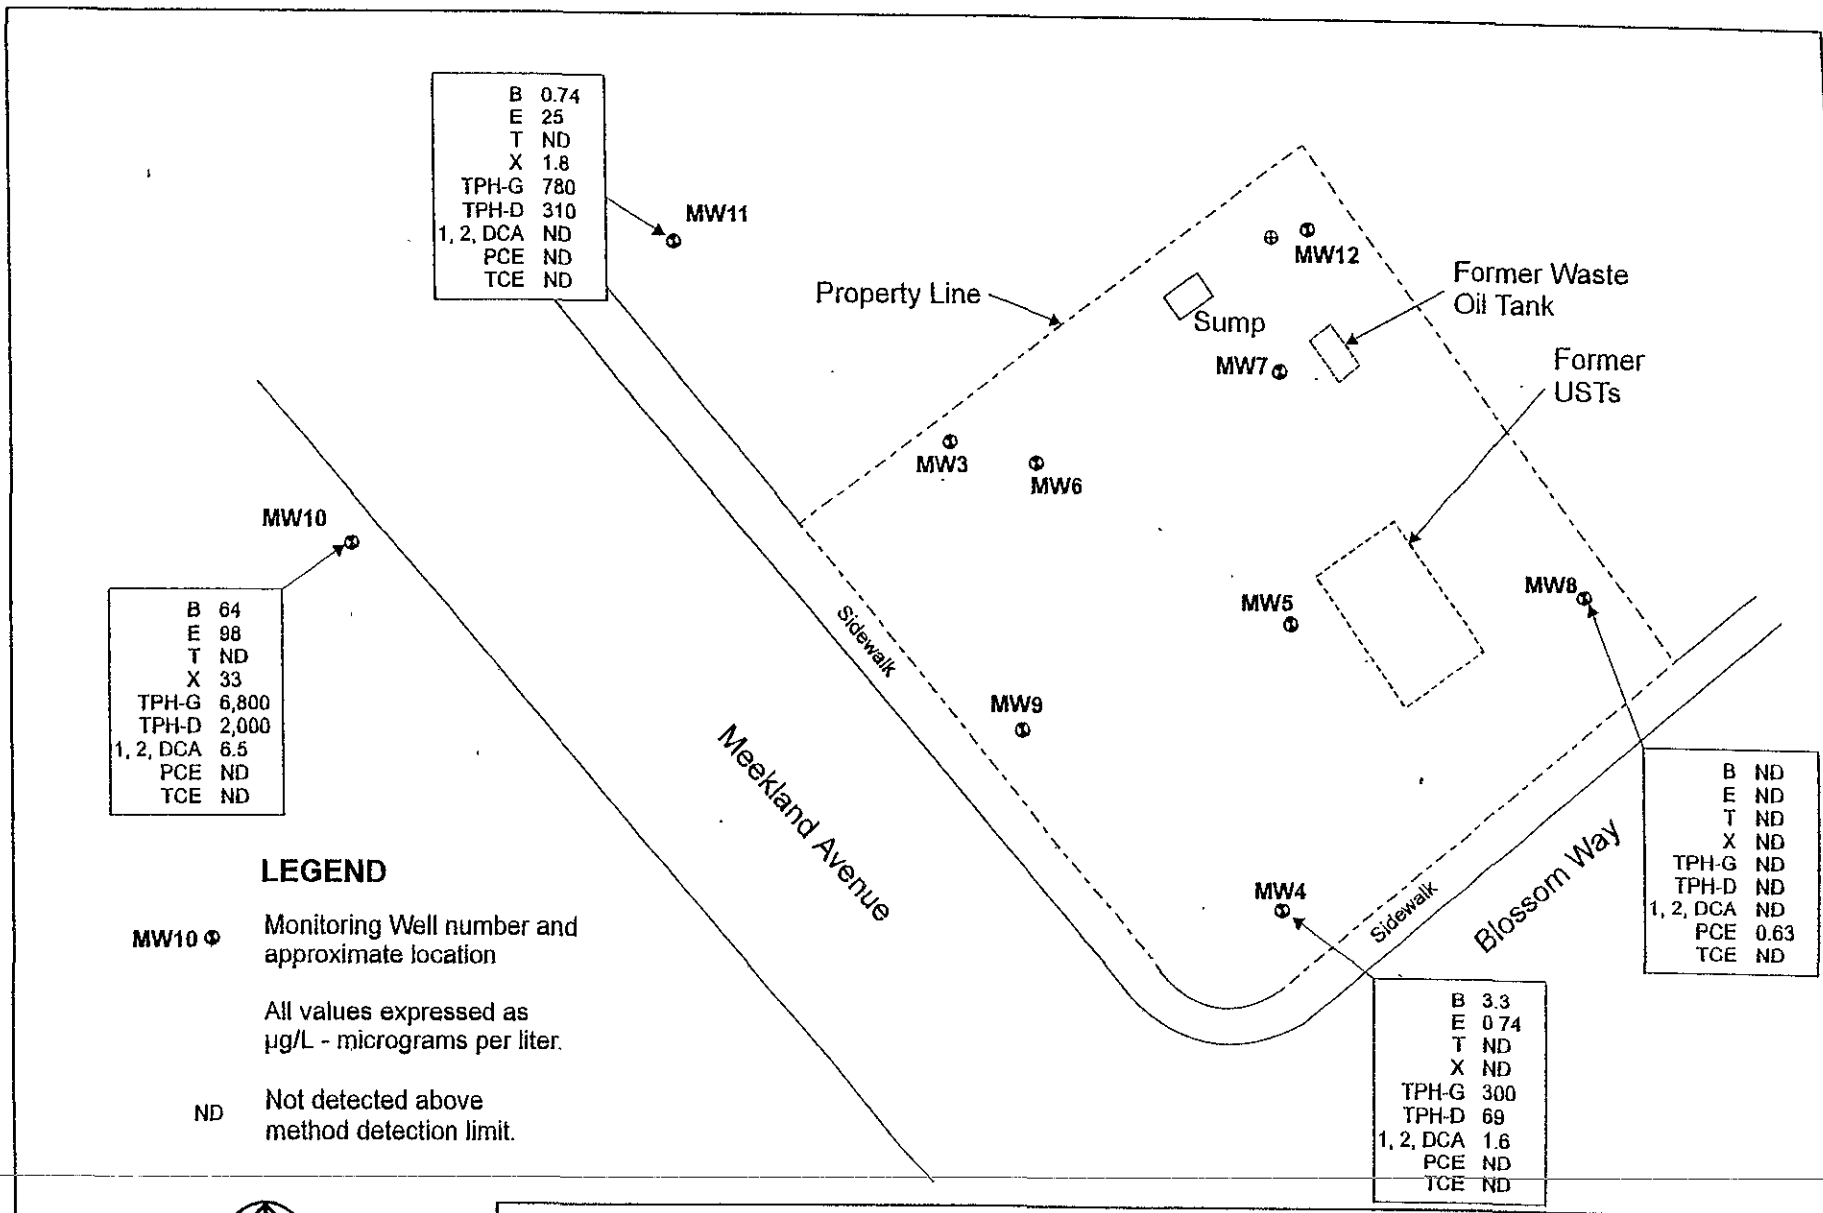 B 0.74
E 25
T ND
X 1.8
TPH-G 780
TPH-D 310
1, 2, DCA ND
PCE ND
TCE ND
MW11
MW12
Property Line
Sump
Former Waste
Oil Tank
MW7
Former
USTs
MW3
MW6
MW10
B 64
E 98
T ND
X 33
TPH-G 6,800
TPH-D 2,000
1, 2, DCA 6.5
PCE ND
TCE ND
Sidewalk
MW5
MW8
MW9
Meekland Avenue
B ND
E ND
T ND
X ND
TPH-G ND
TPH-D ND
1, 2, DCA ND
PCE 0.63
TCE ND
MW4
Sidewalk
Blossom Way
B 3.3
E 0 74
T ND
X ND
TPH-G 300
TPH-D 69
1, 2, DCA 1.6
PCE ND
TCE ND
LEGEND
MW10
Monitoring Well number and
approximate location
All values expressed as
µg/L - micrograms per liter.
ND
Not detected above
method detection limit.